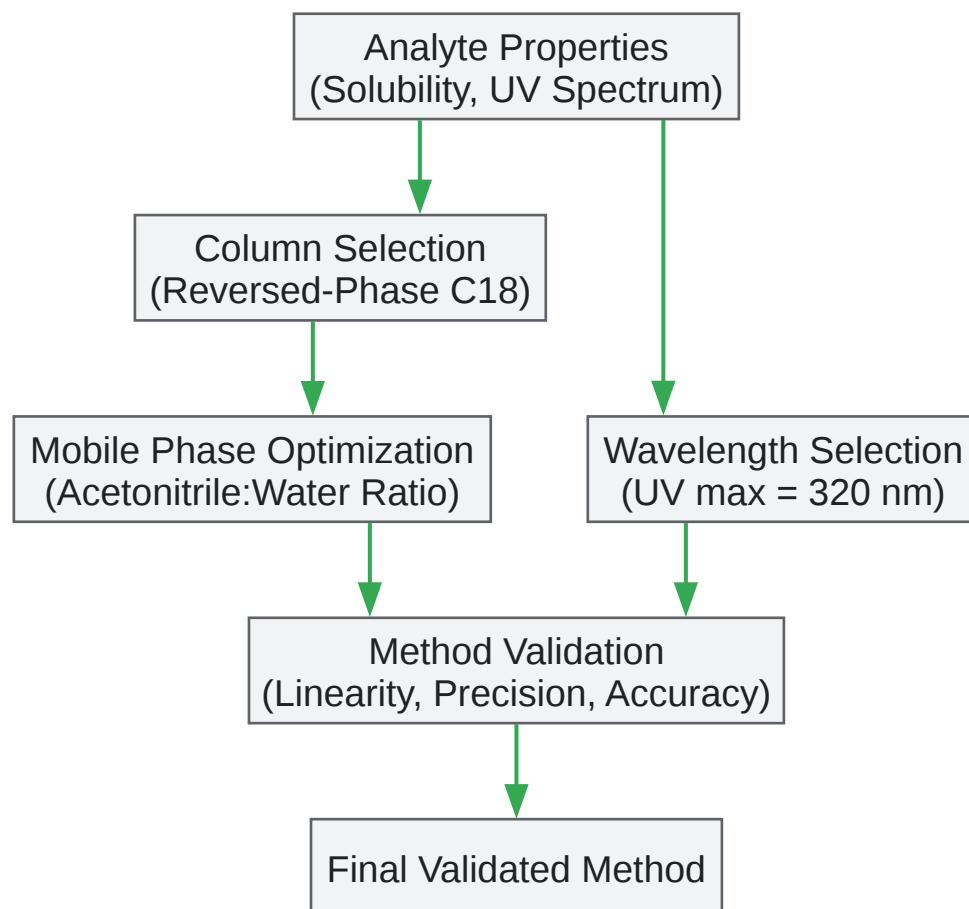 Analyte Properties
(Solubility, UV Spectrum)
Column Selection
(Reversed-Phase C18)
Mobile Phase Optimization
(Acetonitrile:Water Ratio)
Wavelength Selection
(UV max = 320 nm)
Method Validation
(Linearity, Precision, Accuracy)
Final Validated Method